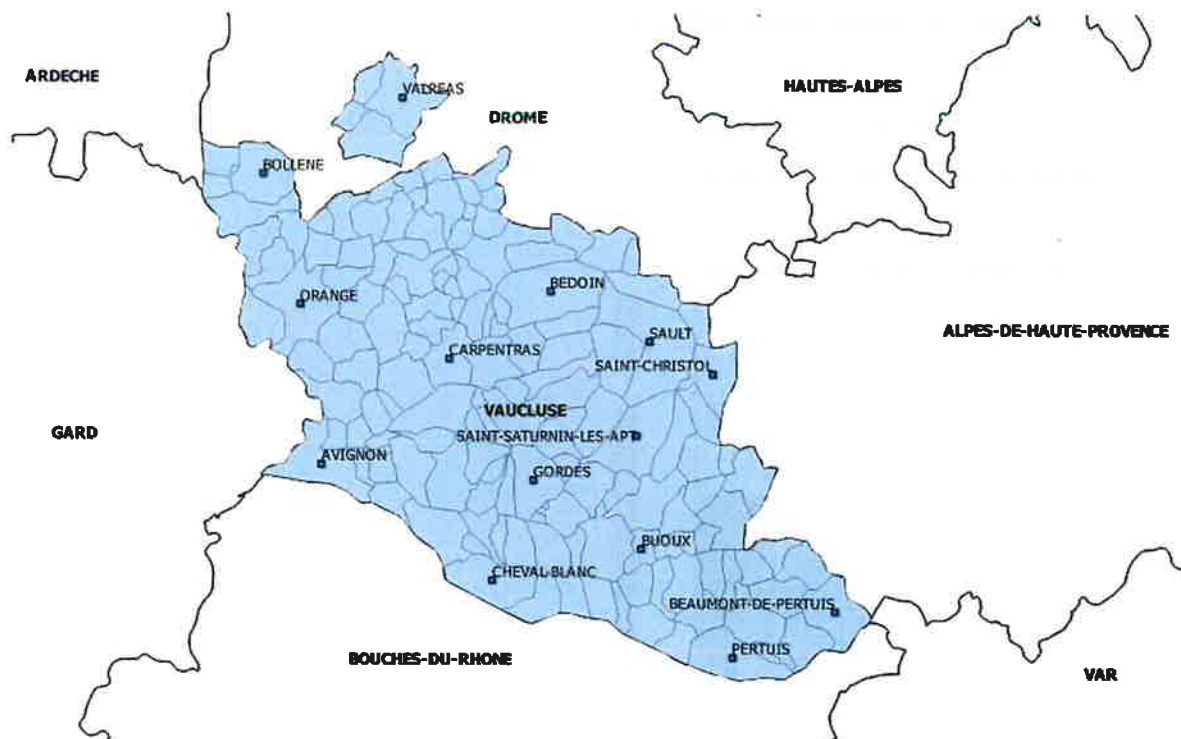 ARDECHE
HAUTES-ALPES
VALREAS
DROME
BOLLENE
BEDOIN
ORANGE
ALPES-DE-HAUTE-PROVENCE
SAULT
CARPENTRAS
SAINT-CHRISTOL
VAUCLUSE
GARD
SAINT-SATURNIN-LES-APT
AVIGNON
GORDES
BUOUX
CHEVAL-BLANC
BEAUMONT-DE-PERTUIS
PERTUIS
BOUCHES-DU-RHONE
VAR